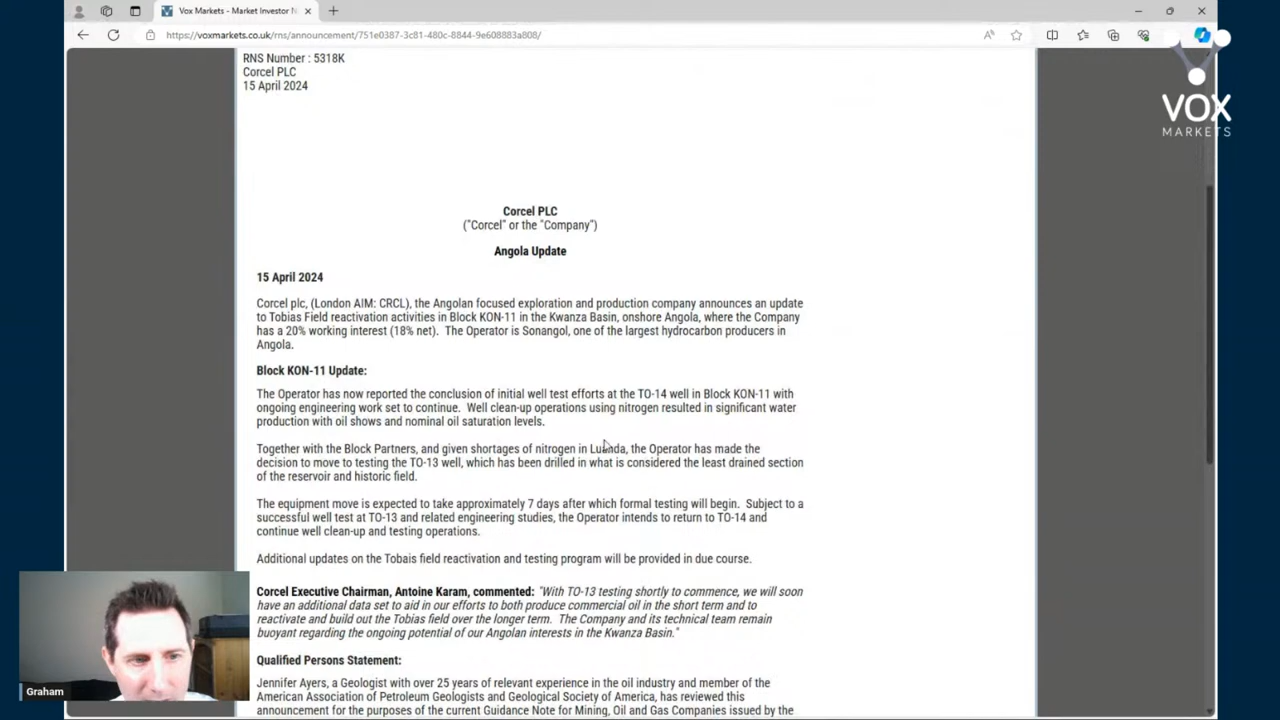 Vox Markets - Market Investor N
https://voxmarkets.co.uk/rns/announcement/751e0387-3c81-480c-8844-9e608883a808/
VOX
MARKETS
RNS Number : 5318K
Corcel PLC
15 April 2024
Corcel PLC
("Corcel" or the "Company")
Angola Update
15 April 2024
Corcel plc, (London AIM: CRCL), the Angolan focused exploration and production company announces an update
to Tobias Field reactivation activities in Block KON-11 in the Kwanza Basin, onshore Angola, where the Company
has a 20% working interest (18% net). The Operator is Sonangol, one of the largest hydrocarbon producers in
Angola.
Block KON-11 Update:
The Operator has now reported the conclusion of initial well test efforts at the TO-14 well in Block KON-11 with
ongoing engineering work set to continue. Well clean-up operations using nitrogen resulted in significant water
production with oil shows and nominal oil saturation levels.
Together with the Block Partners, and given shortages of nitrogen in Luanda, the Operator has made the
decision to move to testing the TO-13 well, which has been drilled in what is considered the least drained section
of the reservoir and historic field.
The equipment move is expected to take approximately 7 days after which formal testing will begin. Subject to a
successful well test at TO-13 and related engineering studies, the Operator intends to return to TO-14 and
continue well clean-up and testing operations.
Additional updates on the Tobais field reactivation and testing program will be provided in due course.
Corcel Executive Chairman, Antoine Karam, commented: "With TO-13 testing shortly to commence, we will soon
have an additional data set to aid in our efforts to both produce commercial oil in the short term and to
reactivate and build out the Tobias field over the longer term. The Company and its technical team remain
buoyant regarding the ongoing potential of our Angolan interests in the Kwanza Basin."
Qualified Persons Statement:
Jennifer Ayers, a Geologist with over 25 years of relevant experience in the oil industry and member of the
American Association of Petroleum Geologists and Geological Society of America, has reviewed this
announcement for the purposes of the current Guidance Note for Mining, Oil and Gas Companies issued by the
Graham